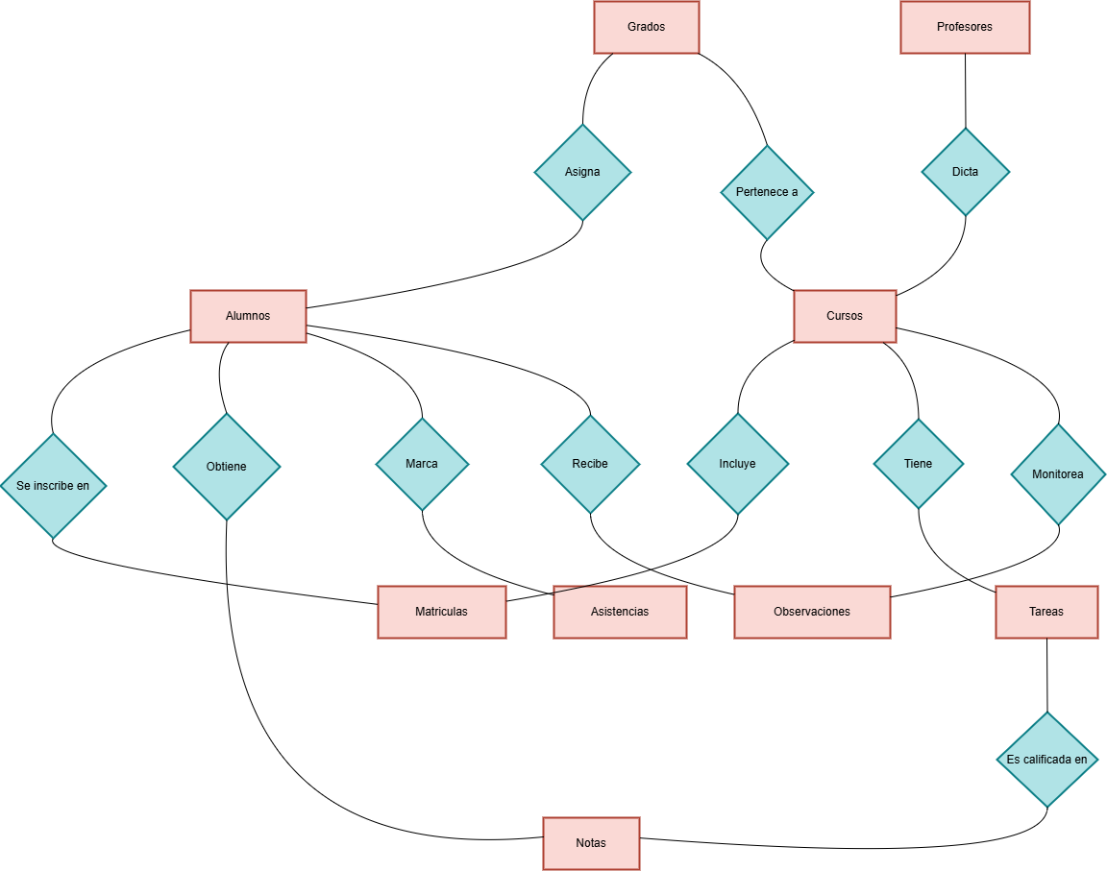 Grados
Profesores
Asigna
Pertenece a
Dicta
Alumnos
Cursos
Se inscribe en
Obtiene
Marca
Recibe
Incluye
Tiene
Monitorea
Matriculas
Asistencias
Observaciones
Tareas
Es calificada en
Notas